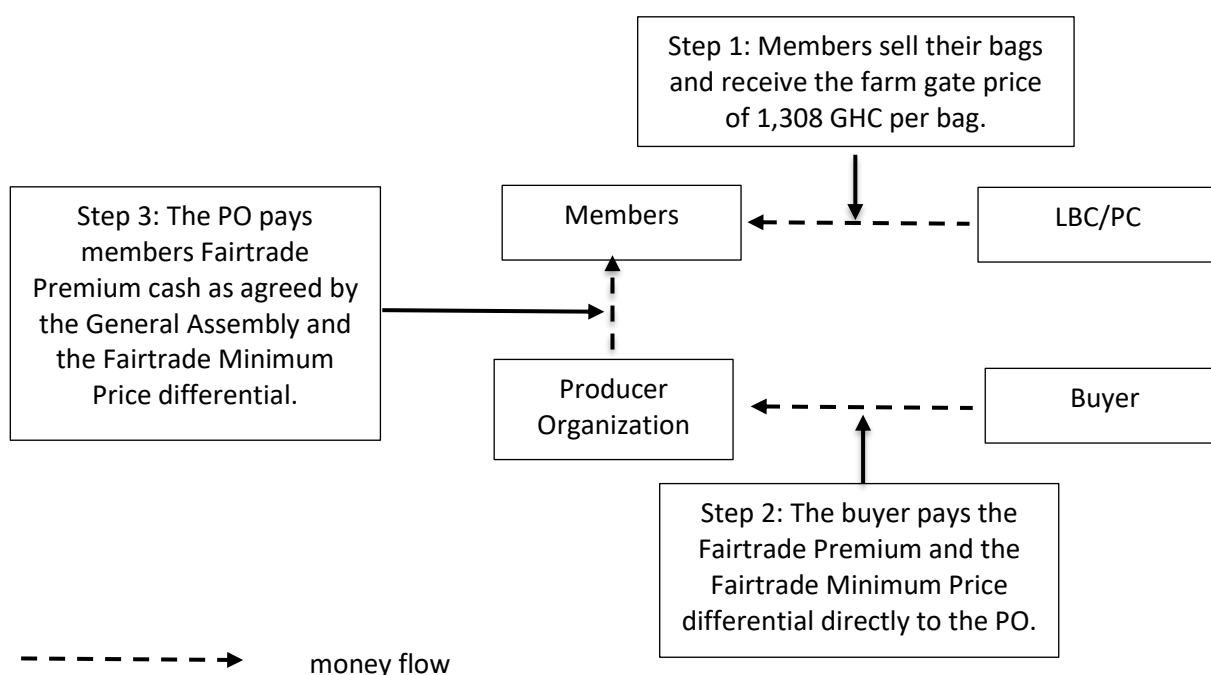 Step 1: Members sell their bags
and receive the farm gate price
of 1,308 GHC per bag.
Step 3: The PO pays
members Fairtrade
Premium cash as agreed by
the General Assembly and
the Fairtrade Minimum
Price differential.
Members
LBC/PC
Producer
Organization
Buyer
Step 2: The buyer pays the
Fairtrade Premium and the
Fairtrade Minimum Price
differential directly to the PO.
money flow